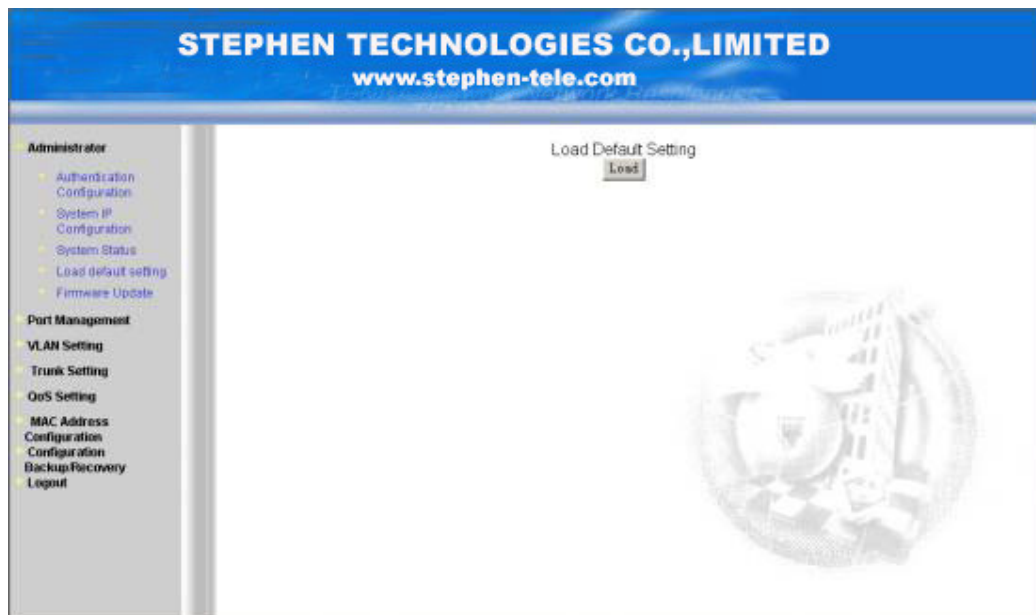 STEPHEN TECHNOLOGIES CO.,LIMITED
www.stephen-tele.com
Administrator
Authentication
Configuration
System IP
Configuration
System Status
Load default setting
Firmware Update
Port Management
VLAN Setting
Trunk Setting
QoS Setting
MAC Address
Configuration
Configuration
Backup/Recovery
Logout
Load Default Setting
Load